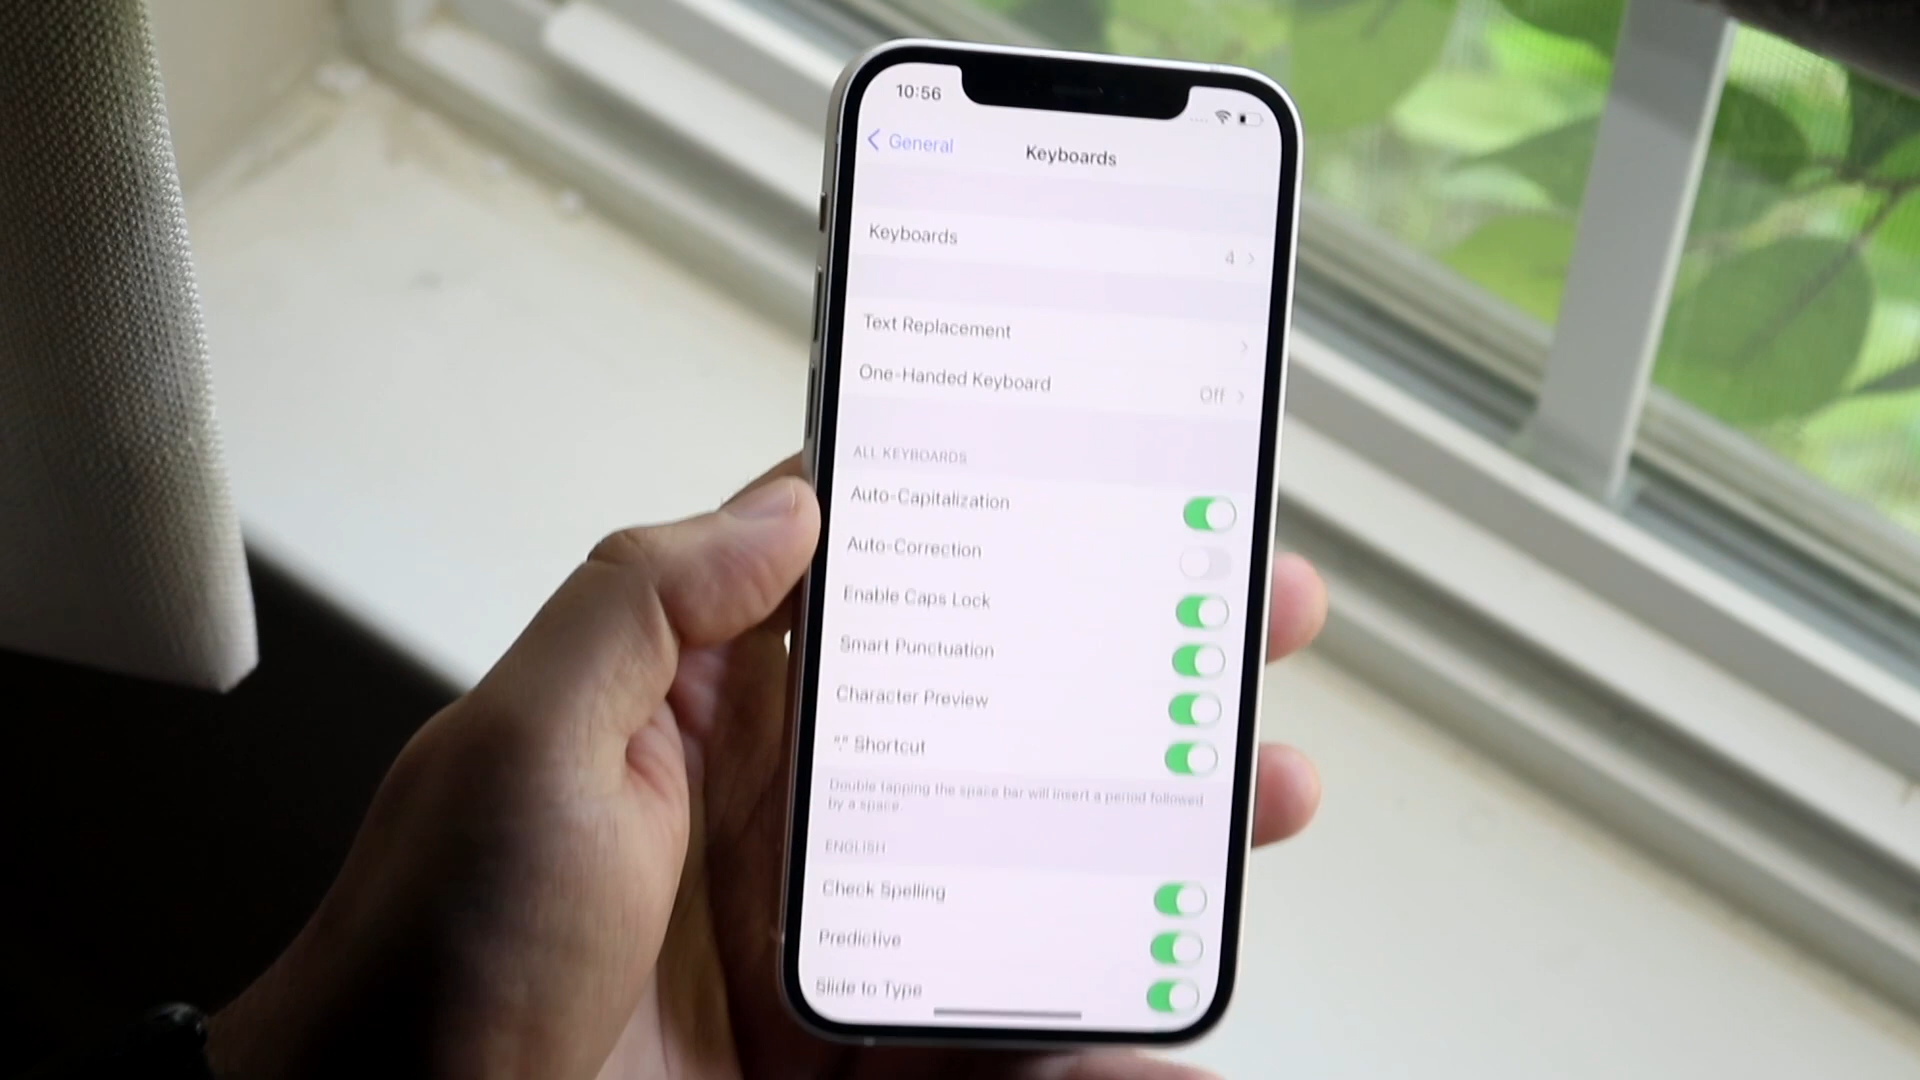 10:56
General
Keyboards
Keyboards 4
Text Replacement
One-Handed Keyboard Off
ALL KEYBOARDS
Auto-Capitalization
Auto-Correction
Enable Caps Lock
Smart Punctuation
Character Preview
"." Shortcut
Double tapping the space bar will insert a period followed
by a space.
ENGLISH
Check Spelling
Predictive
Slide to Type